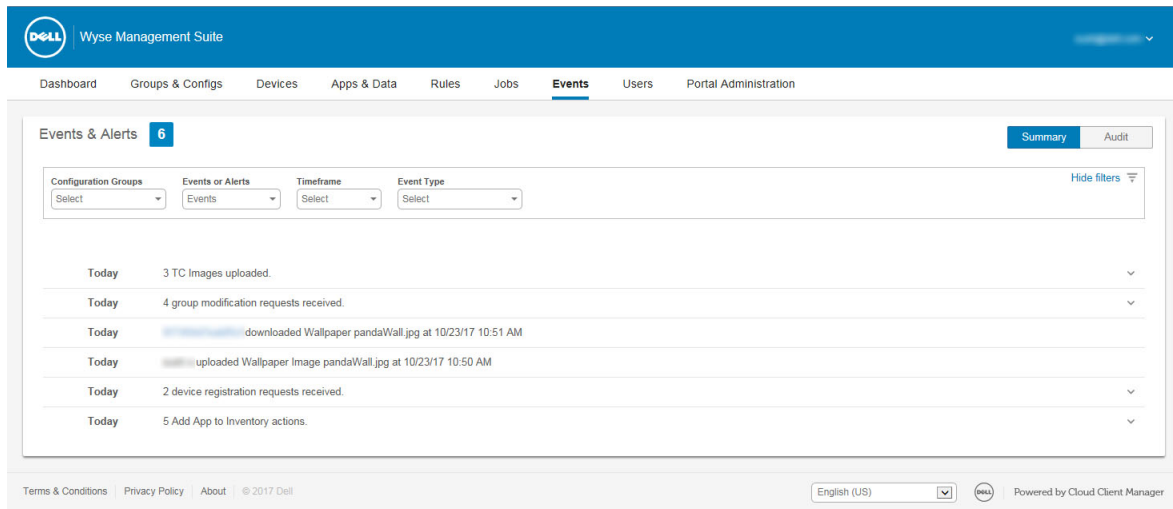 DELL Wyse Management Suite
Dashboard Groups & Configs Devices Apps & Data Rules Jobs Events Users Portal Administration
Events & Alerts 6
Summary Audit
Configuration Groups Events or Alerts Timeframe Event Type
Hide filters
Select Events Select Select
Today 3 TC Images uploaded.
Today 4 group modification requests received.
Today downloaded Wallpaper pandaWall.jpg at 10/23/17 10:51 AM
Today uploaded Wallpaper Image pandaWall.jpg at 10/23/17 10:50 AM
Today 2 device registration requests received.
Today 5 Add App to Inventory actions.
Terms & Conditions Privacy Policy About © 2017 Dell English (US) DELL Powered by Cloud Client Manager